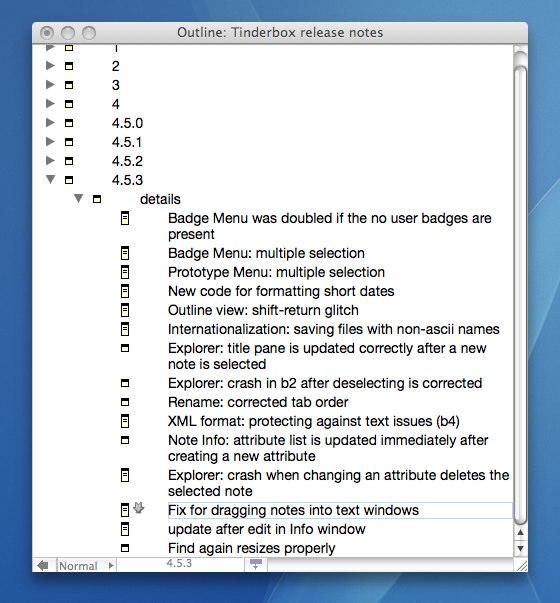 Outline: Tinderbox release notes
1
2
3
4
4.5.0
4.5.1
4.5.2
4.5.3
details
Badge Menu was doubled if the no user badges are
present
Badge Menu: multiple selection
Prototype Menu: multiple selection
New code for formatting short dates
Outline view: shift-return glitch
Internationalization: saving files with non-ascii names
Explorer: title pane is updated correctly after a new
note is selected
Explorer: crash in b2 after deselecting is corrected
Rename: corrected tab order
XML format: protecting against text issues (b4)
Note Info: attribute list is updated immediately after
creating a new attribute
Explorer: crash when changing an attribute deletes the
selected note
Fix for dragging notes into text windows
update after edit in Info window
Find again resizes properly
Normal
4.5.3